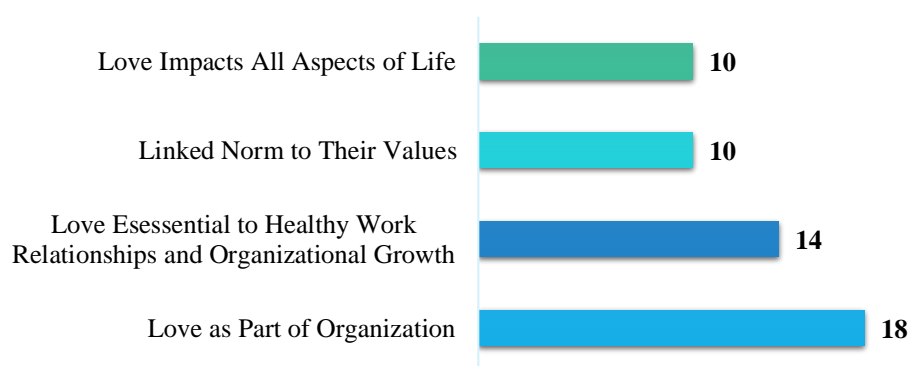 Love Impacts All Aspects of Life
10
Linked Norm to Their Values
10
Love Esessential to Healthy Work
Relationships and Organizational Growth
14
Love as Part of Organization
18